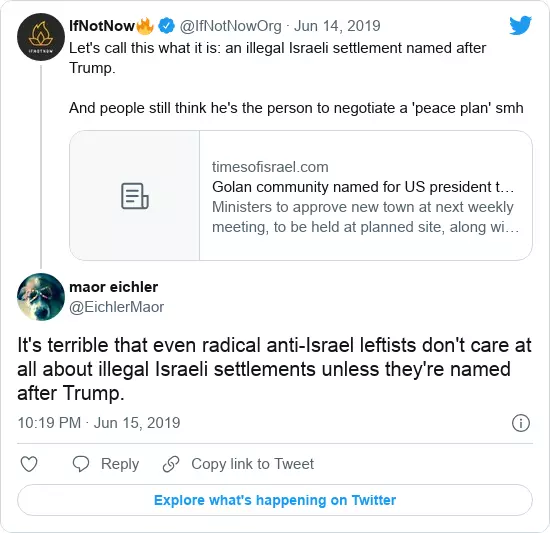 IfNotNow🔥 @IfNotNowOrg · Jun 14, 2019
Let's call this what it is: an illegal Israeli settlement named after
Trump.
And people still think he's the person to negotiate a 'peace plan' smh
timesofisrael.com
Golan community named for US president t…
Ministers to approve new town at next weekly
meeting, to be held at planned site, along wi…
maor eichler
@EichlerMaor
It's terrible that even radical anti-Israel leftists don't care at
all about illegal Israeli settlements unless they're named
after Trump.
10:19 PM · Jun 15, 2019
Reply Copy link to Tweet
Explore what's happening on Twitter